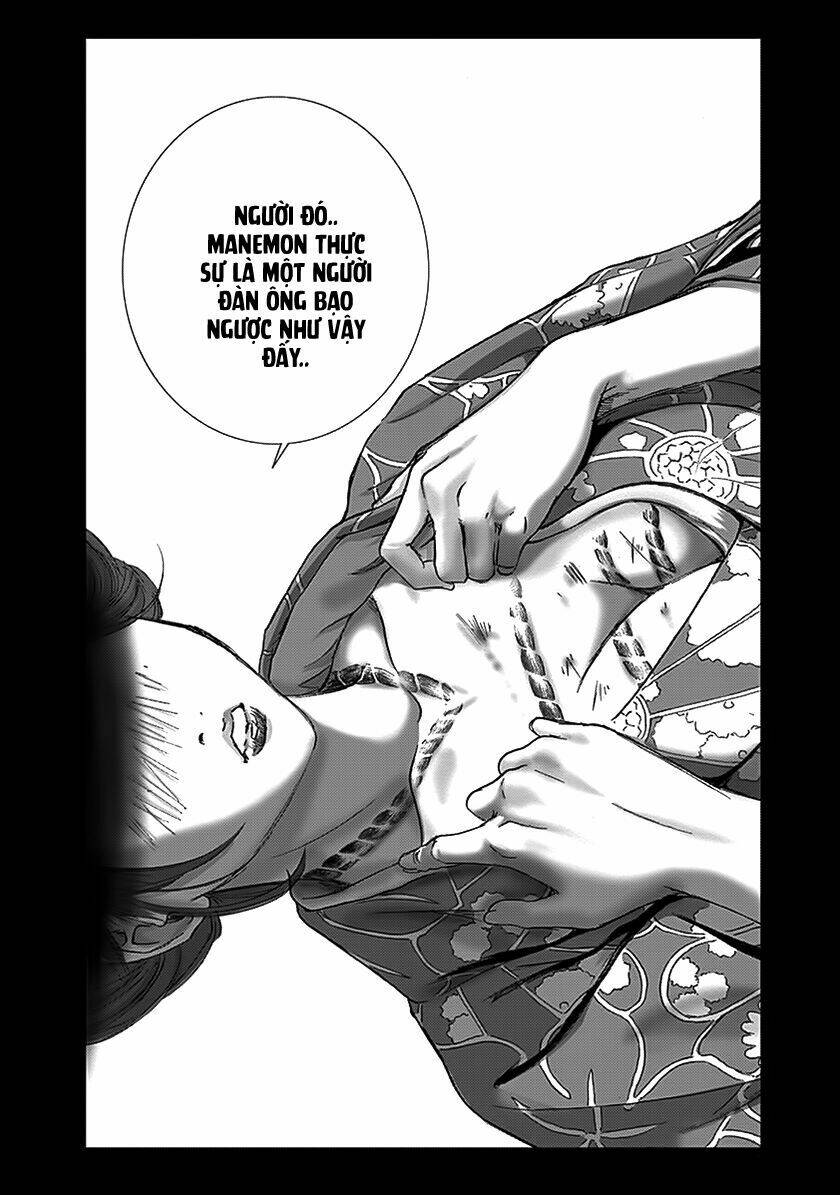 NGƯỜI ĐÓ..
MANEMON THỰC
SỰ LÀ MỘT NGƯỜI
ĐÀN ÔNG BẠO
NGƯỢC NHƯ VẬY
ĐẤY..